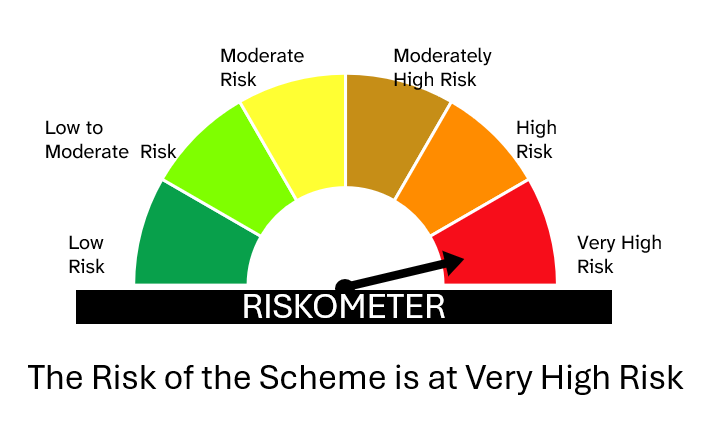 Moderate
Risk
Moderately
High Risk
Low to
Moderate Risk
High
Risk
Low
Risk
Very High
Risk
RISKOMETER
The Risk of the Scheme is at Very High Risk